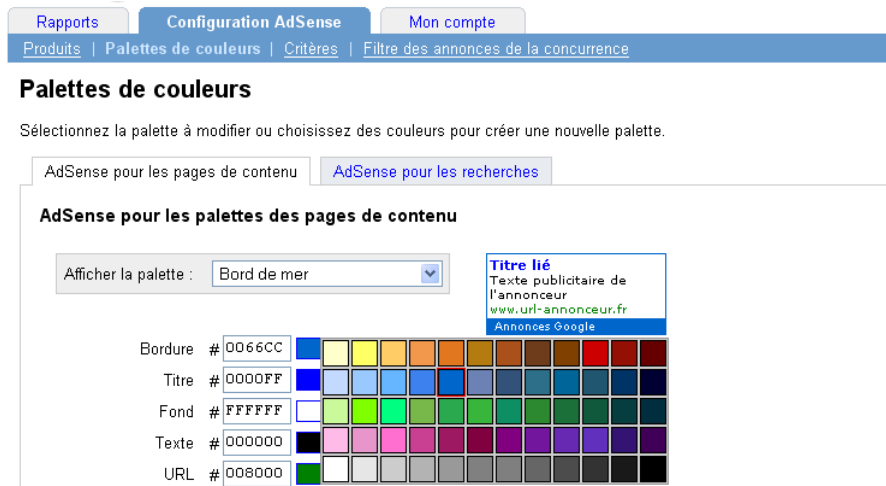 Rapports Configuration AdSense Mon compte
Produits | Palettes de couleurs | Critères | Filtre des annonces de la concurrence
Palettes de couleurs
Sélectionnez la palette à modifier ou choisissez des couleurs pour créer une nouvelle palette.
AdSense pour les pages de contenu AdSense pour les recherches
AdSense pour les palettes des pages de contenu
Afficher la palette : Bord de mer
Titre lié
Texte publicitaire de
l'annonceur
www.url-annonceur.fr
Annonces Google
Bordure # 0066CC
Titre # 0000FF
Fond # FFFFFF
Texte # 000000
URL # 008000